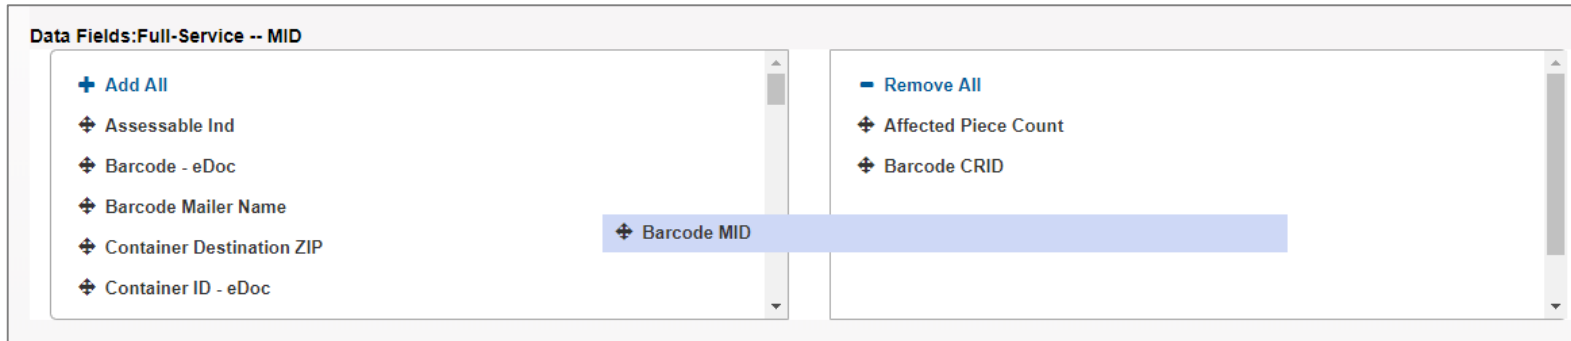 Data Fields:Full-Service -- MID
Add All
Assessable Ind
Barcode - eDoc
Barcode Mailer Name
Container Destination ZIP
Container ID - eDoc
Barcode MID
Remove All
Affected Piece Count
Barcode CRID